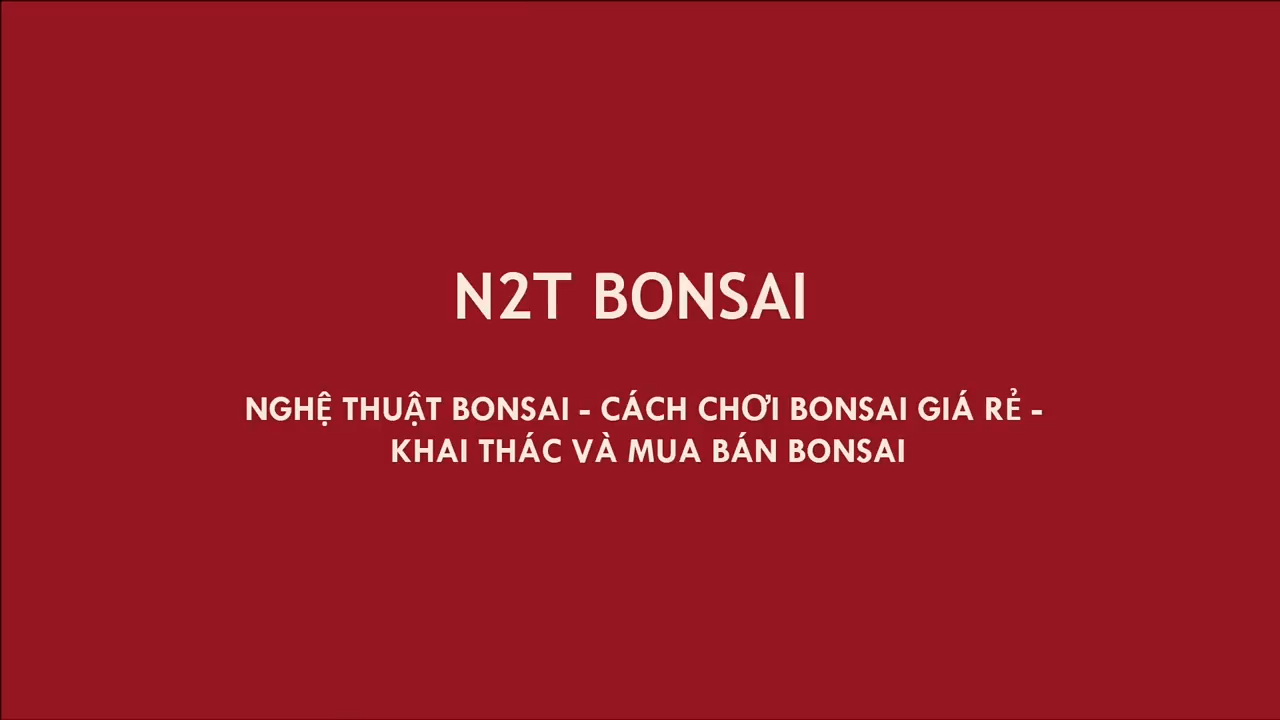 N2T BONSAI
NGHỆ THUẬT BONSAI - CÁCH CHƠI BONSAI GIÁ RẺ -
KHAI THÁC VÀ MUA BÁN BONSAI